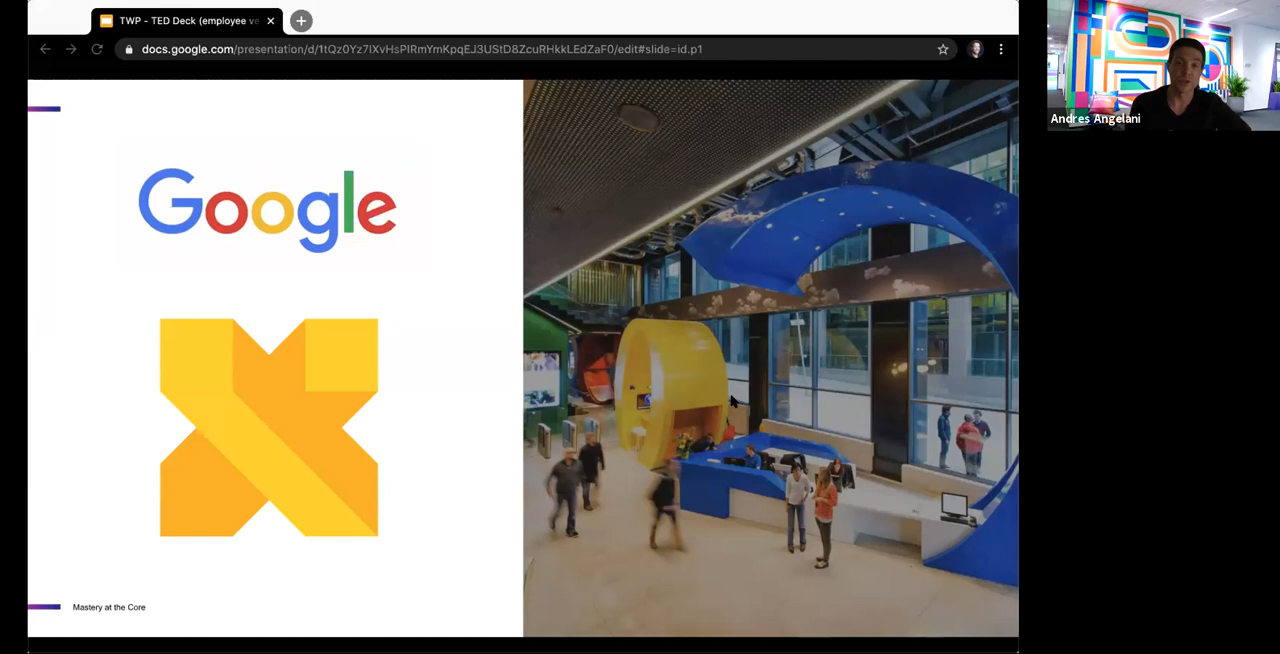 TWP - TED Deck (employee ve
docs.google.com/presentation/d/1tQz0Yz7lXvHsPIRmYmKpqEJ3UStD8ZcuRHkkLEdZaF0/edit#slide=id.p1
Andres Angelani
Google
Mastery at the Core